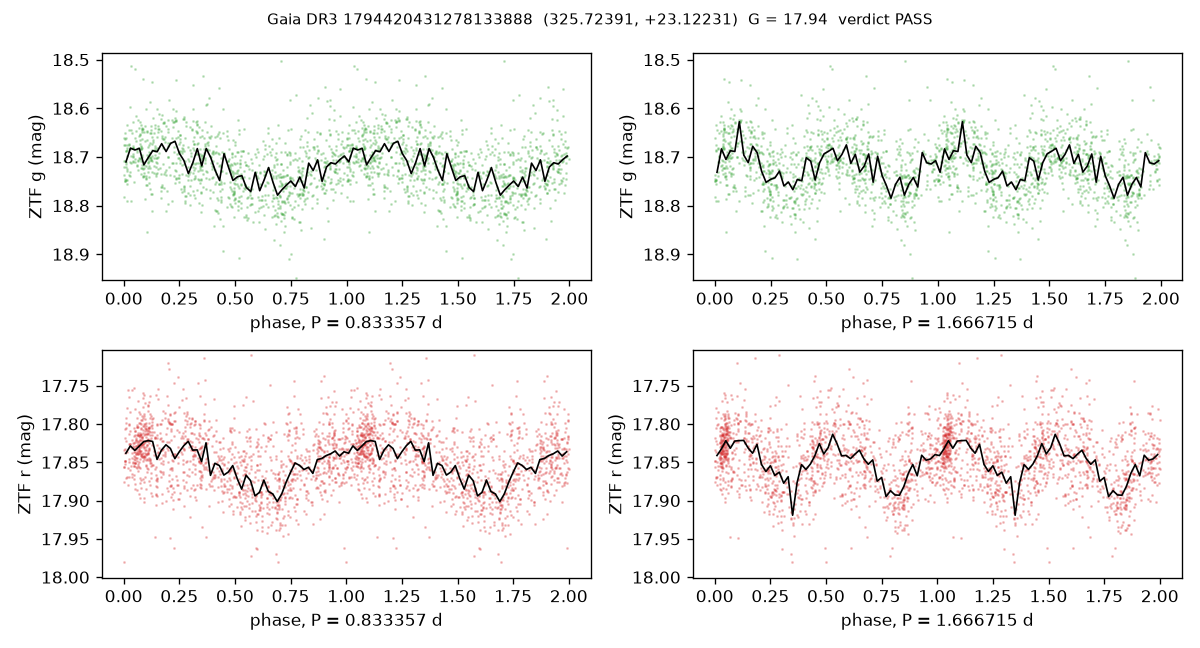 Gaia DR3 1794420431278133888 (325.72391, +23.12231) G = 17.94 verdict PASS
ZTF g (mag)
18.5
18.6
18.7
18.8
18.9
0.00 0.25 0.50 0.75 1.00 1.25 1.50 1.75 2.00
phase, P = 0.833357 d
ZTF g (mag)
18.5
18.6
18.7
18.8
18.9
0.00 0.25 0.50 0.75 1.00 1.25 1.50 1.75 2.00
phase, P = 1.666715 d
ZTF r (mag)
17.75
17.80
17.85
17.90
17.95
18.00
0.00 0.25 0.50 0.75 1.00 1.25 1.50 1.75 2.00
phase, P = 0.833357 d
ZTF r (mag)
17.75
17.80
17.85
17.90
17.95
18.00
0.00 0.25 0.50 0.75 1.00 1.25 1.50 1.75 2.00
phase, P = 1.666715 d